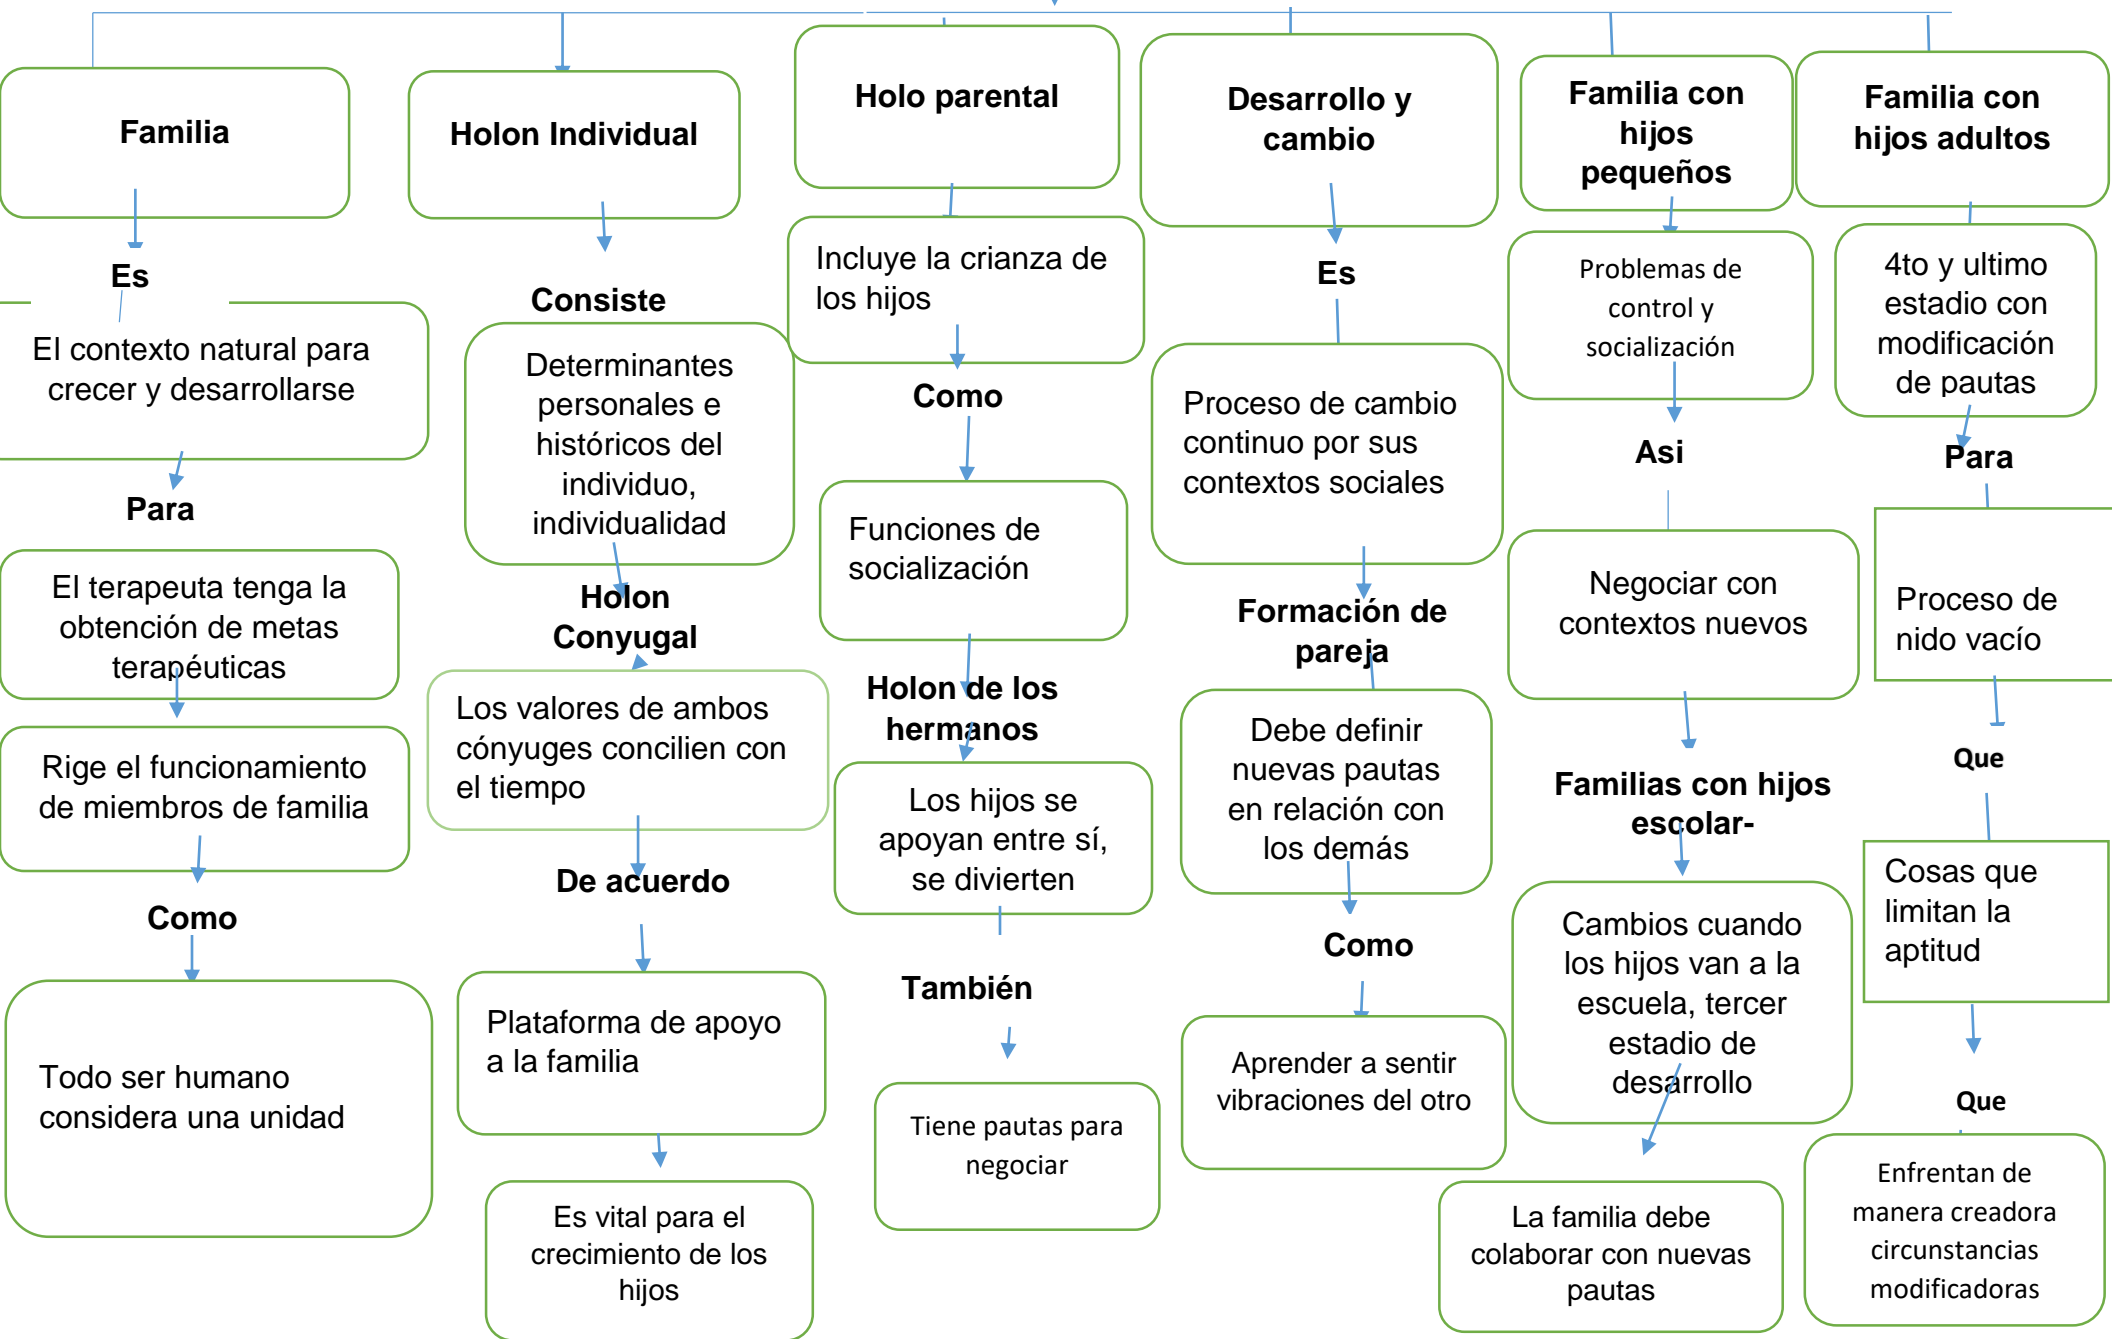 Familia
Es
El contexto natural para
crecer y desarrollarse
Para
El terapeuta tenga la
obtención de metas
terapéuticas
Rige el funcionamiento
de miembros de familia
Como
Todo ser humano
considera una unidad
Holon Individual
Consiste
Determinantes
personales e
históricos del
individuo,
individualidad
Holon
Conyugal
Los valores de ambos
cónyuges concilien con
el tiempo
De acuerdo
Plataforma de apoyo
a la familia
Es vital para el
crecimiento de los
hijos
Holo parental
Incluye la crianza de
los hijos
Como
Funciones de
socialización
Holon de los
hermanos
Los hijos se
apoyan entre sí,
se divierten
También
Tiene pautas para
negociar
Desarrollo y
cambio
Es
Proceso de cambio
continuo por sus
contextos sociales
Formación de
pareja
Debe definir
nuevas pautas
en relación con
los demás
Como
Aprender a sentir
vibraciones del otro
Familia con
hijos
pequeños
Problemas de
control y
socialización
Asi
Negociar con
contextos nuevos
Familias con hijos
escolar-
Cambios cuando
los hijos van a la
escuela, tercer
estadio de
desarrollo
La familia debe
colaborar con nuevas
pautas
Familia con
hijos adultos
4to y ultimo
estadio con
modificación
de pautas
Para
Proceso de
nido vacío
Que
Cosas que
limitan la
aptitud
Que
Enfrentan de
manera creadora
circunstancias
modificadoras